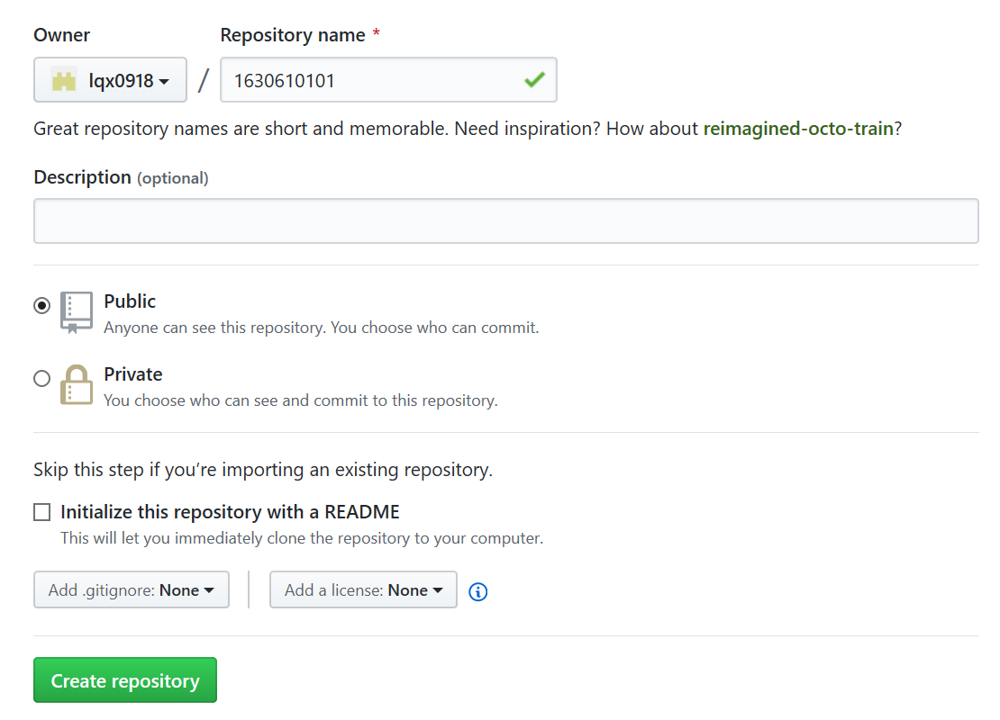 Owner
Repository name *
lqx0918 / 1630610101
Great repository names are short and memorable. Need inspiration? How about reimagined-octo-train?
Description (optional)
Public
Anyone can see this repository. You choose who can commit.
Private
You choose who can see and commit to this repository.
Skip this step if you’re importing an existing repository.
Initialize this repository with a README
This will let you immediately clone the repository to your computer.
Add .gitignore: None
Add a license: None
Create repository